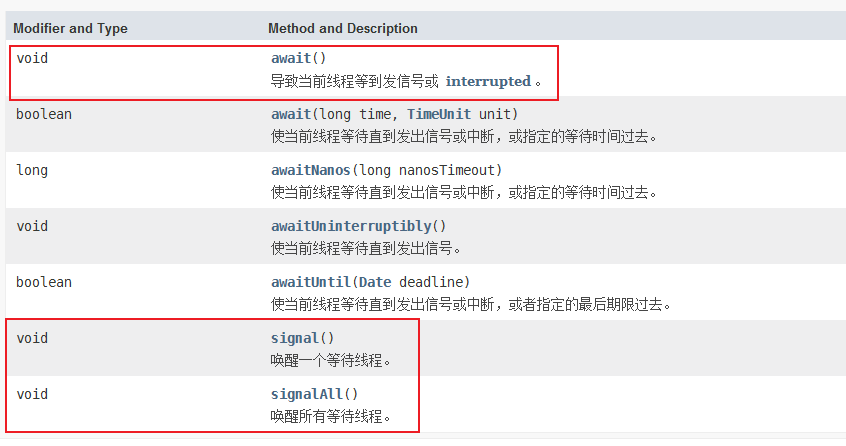 Modifier and Type Method and Description
void await()
导致当前线程等到发信号或 interrupted 。
boolean await(long time, TimeUnit unit)
使当前线程等待直到发出信号或中断，或指定的等待时间过去。
long awaitNanos(long nanosTimeout)
使当前线程等待直到发出信号或中断，或指定的等待时间过去。
void awaitUninterruptibly()
使当前线程等待直到发出信号。
boolean awaitUntil(Date deadline)
使当前线程等待直到发出信号或中断，或者指定的最后期限过去。
void signal()
唤醒一个等待线程。
void signalAll()
唤醒所有等待线程。